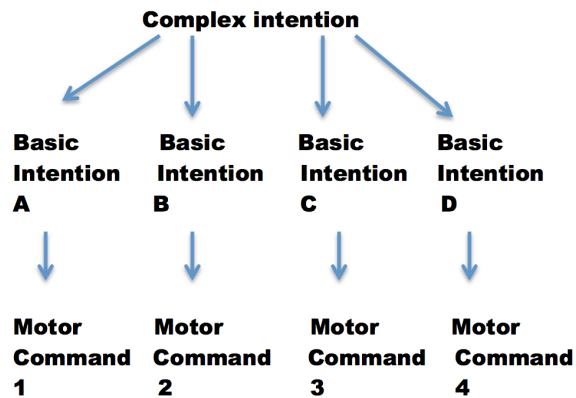 Complex intention
Basic
Intention
A
Basic
Intention
B
Basic
Intention
C
Basic
Intention
D
Motor
Command
1
Motor
Command
2
Motor
Command
3
Motor
Command
4